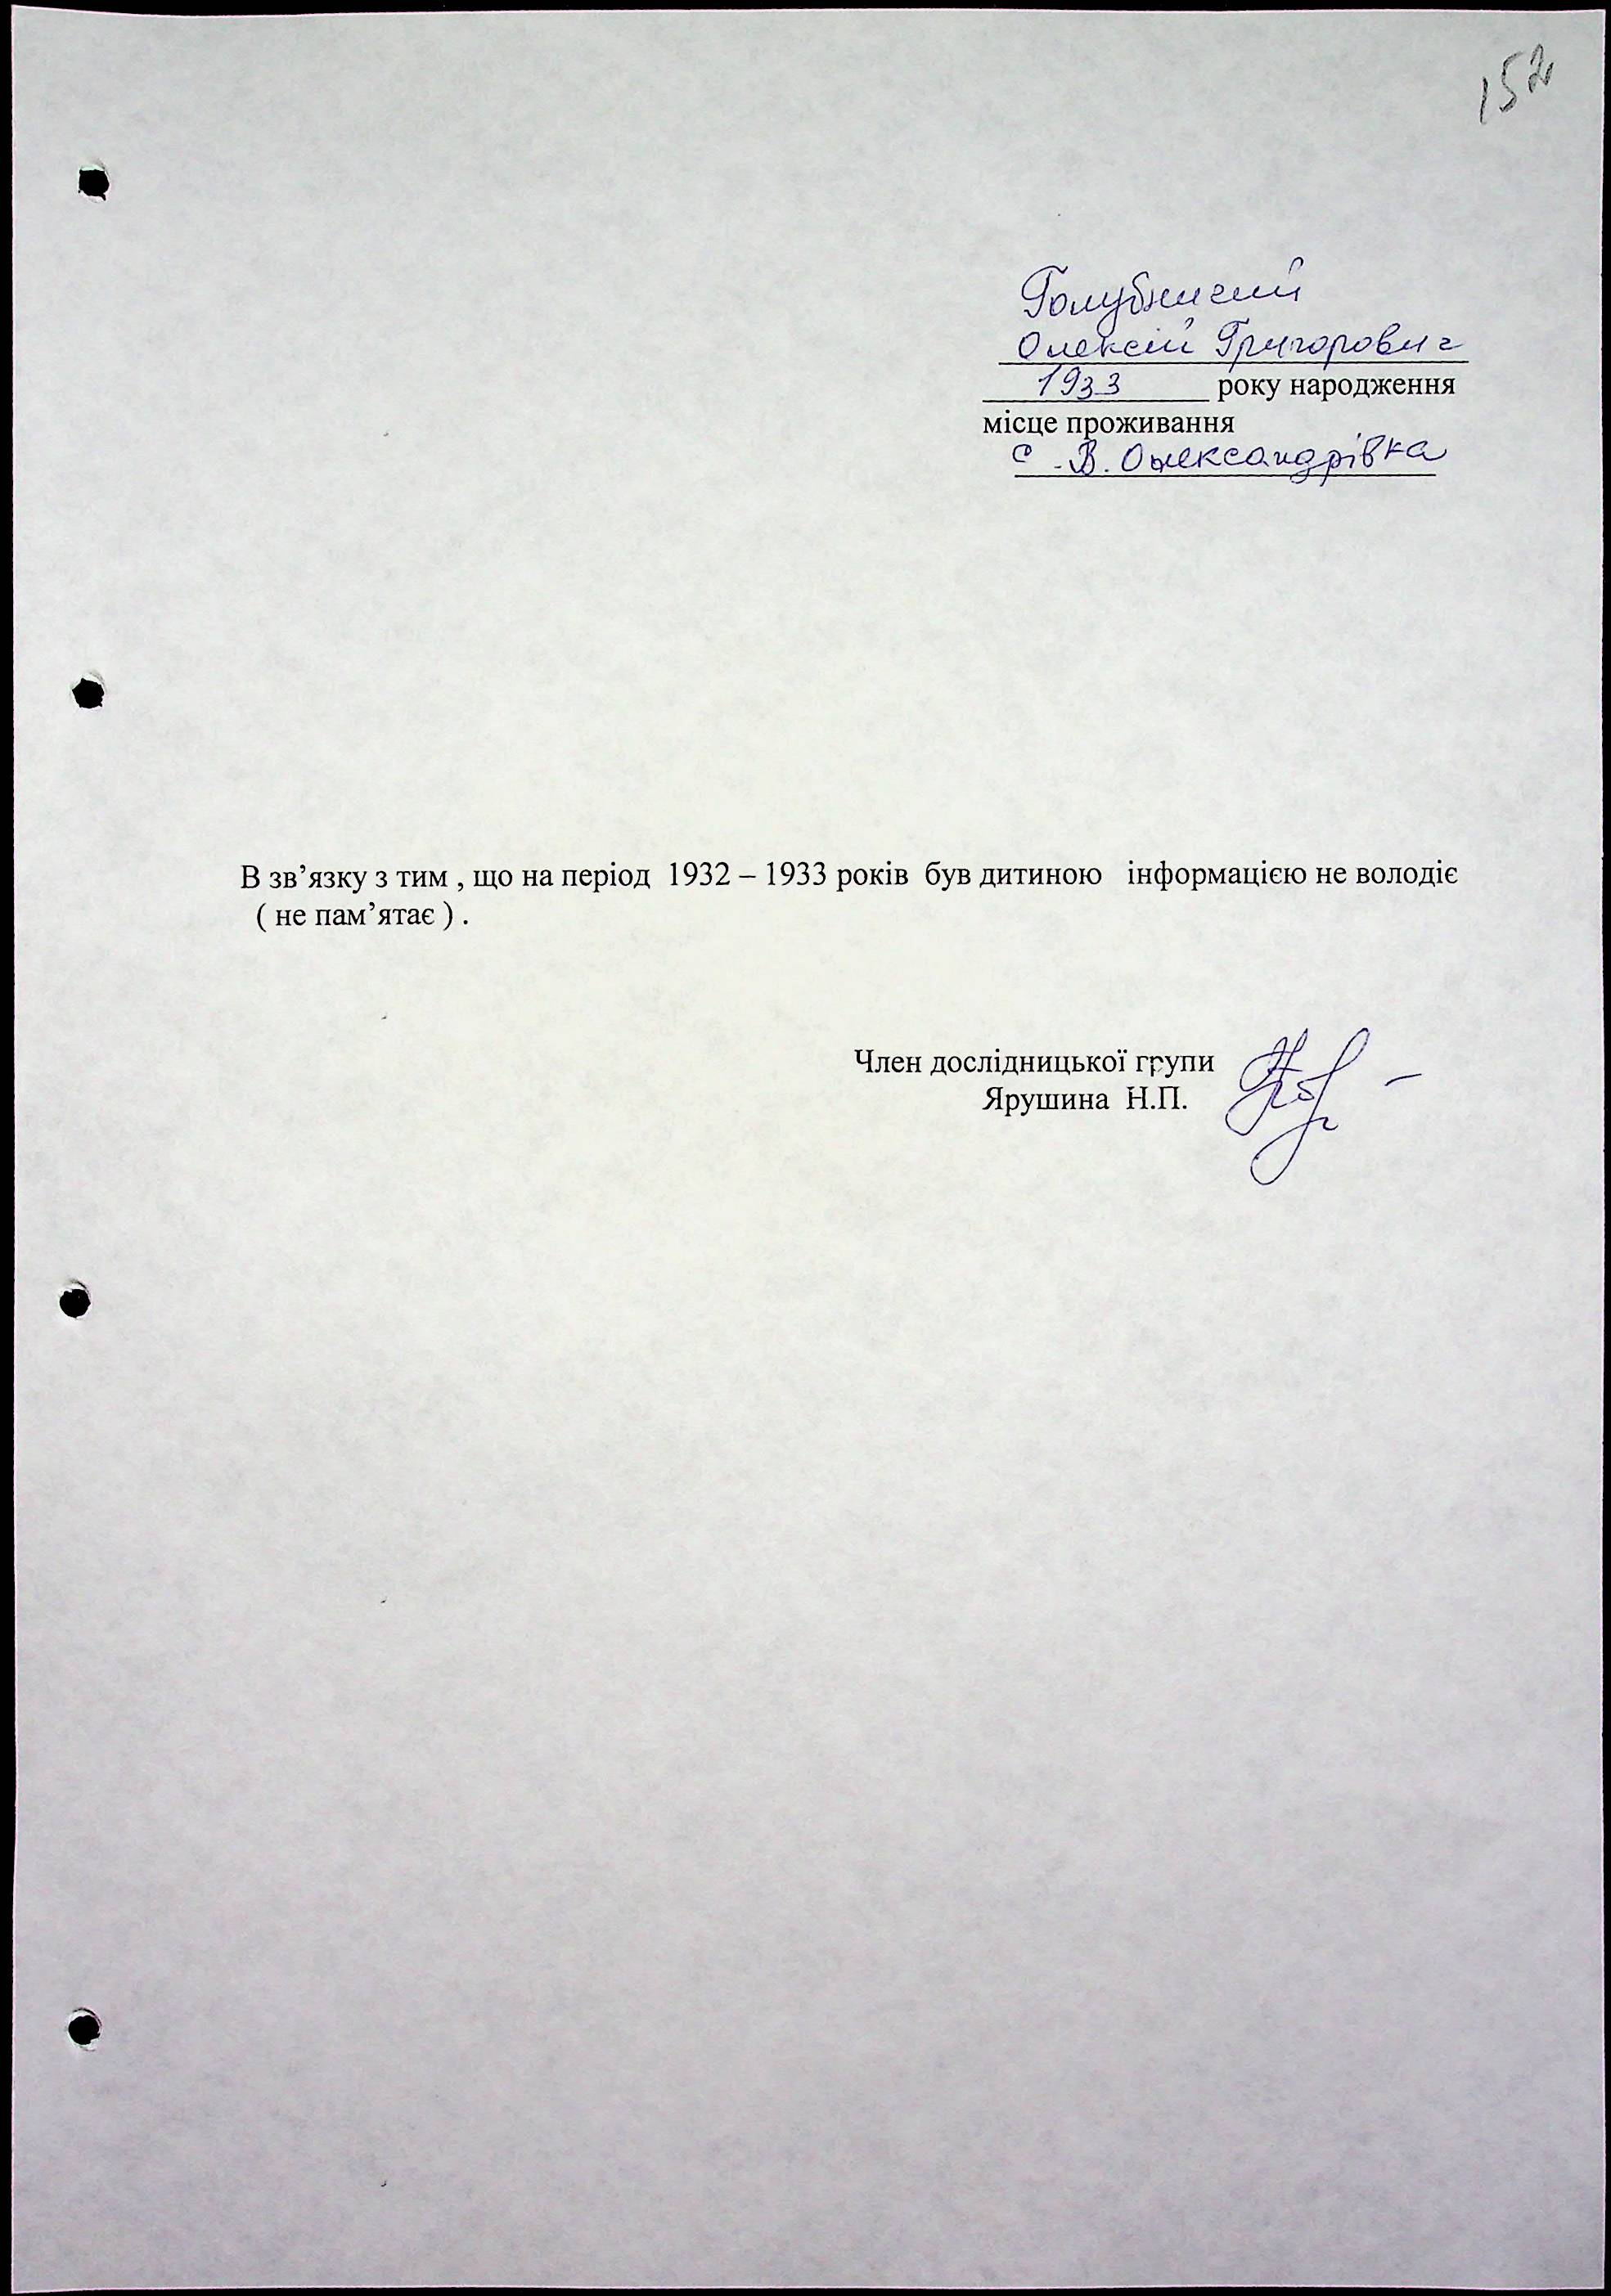 152
Голубничий
Олексій Григорович
1933 року народження
місце проживання
с. В. Олександрівка
В зв’язку з тим , що на період 1932 – 1933 років був дитиною інформацією не володіє
( не пам’ятає ) .
Член дослідницької групи
Ярушина Н.П.